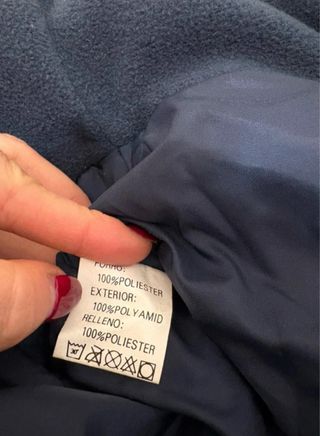 FORRO:
100%POLIESTER
EXTERIOR:
100%POLYAMID
RELLENO:
100%POLIESTER